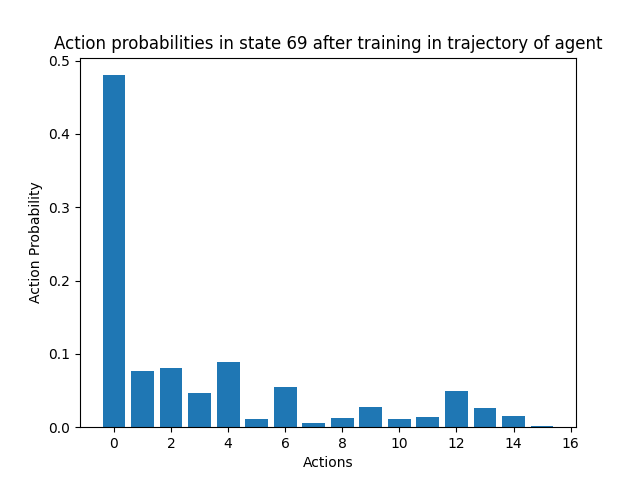 Action probabilities in state 69 after training in trajectory of agent
0.5
0.4
0.3
0.2
0.1
0.0
Action Probability
0 2 4 6 8 10 12 14 16
Actions